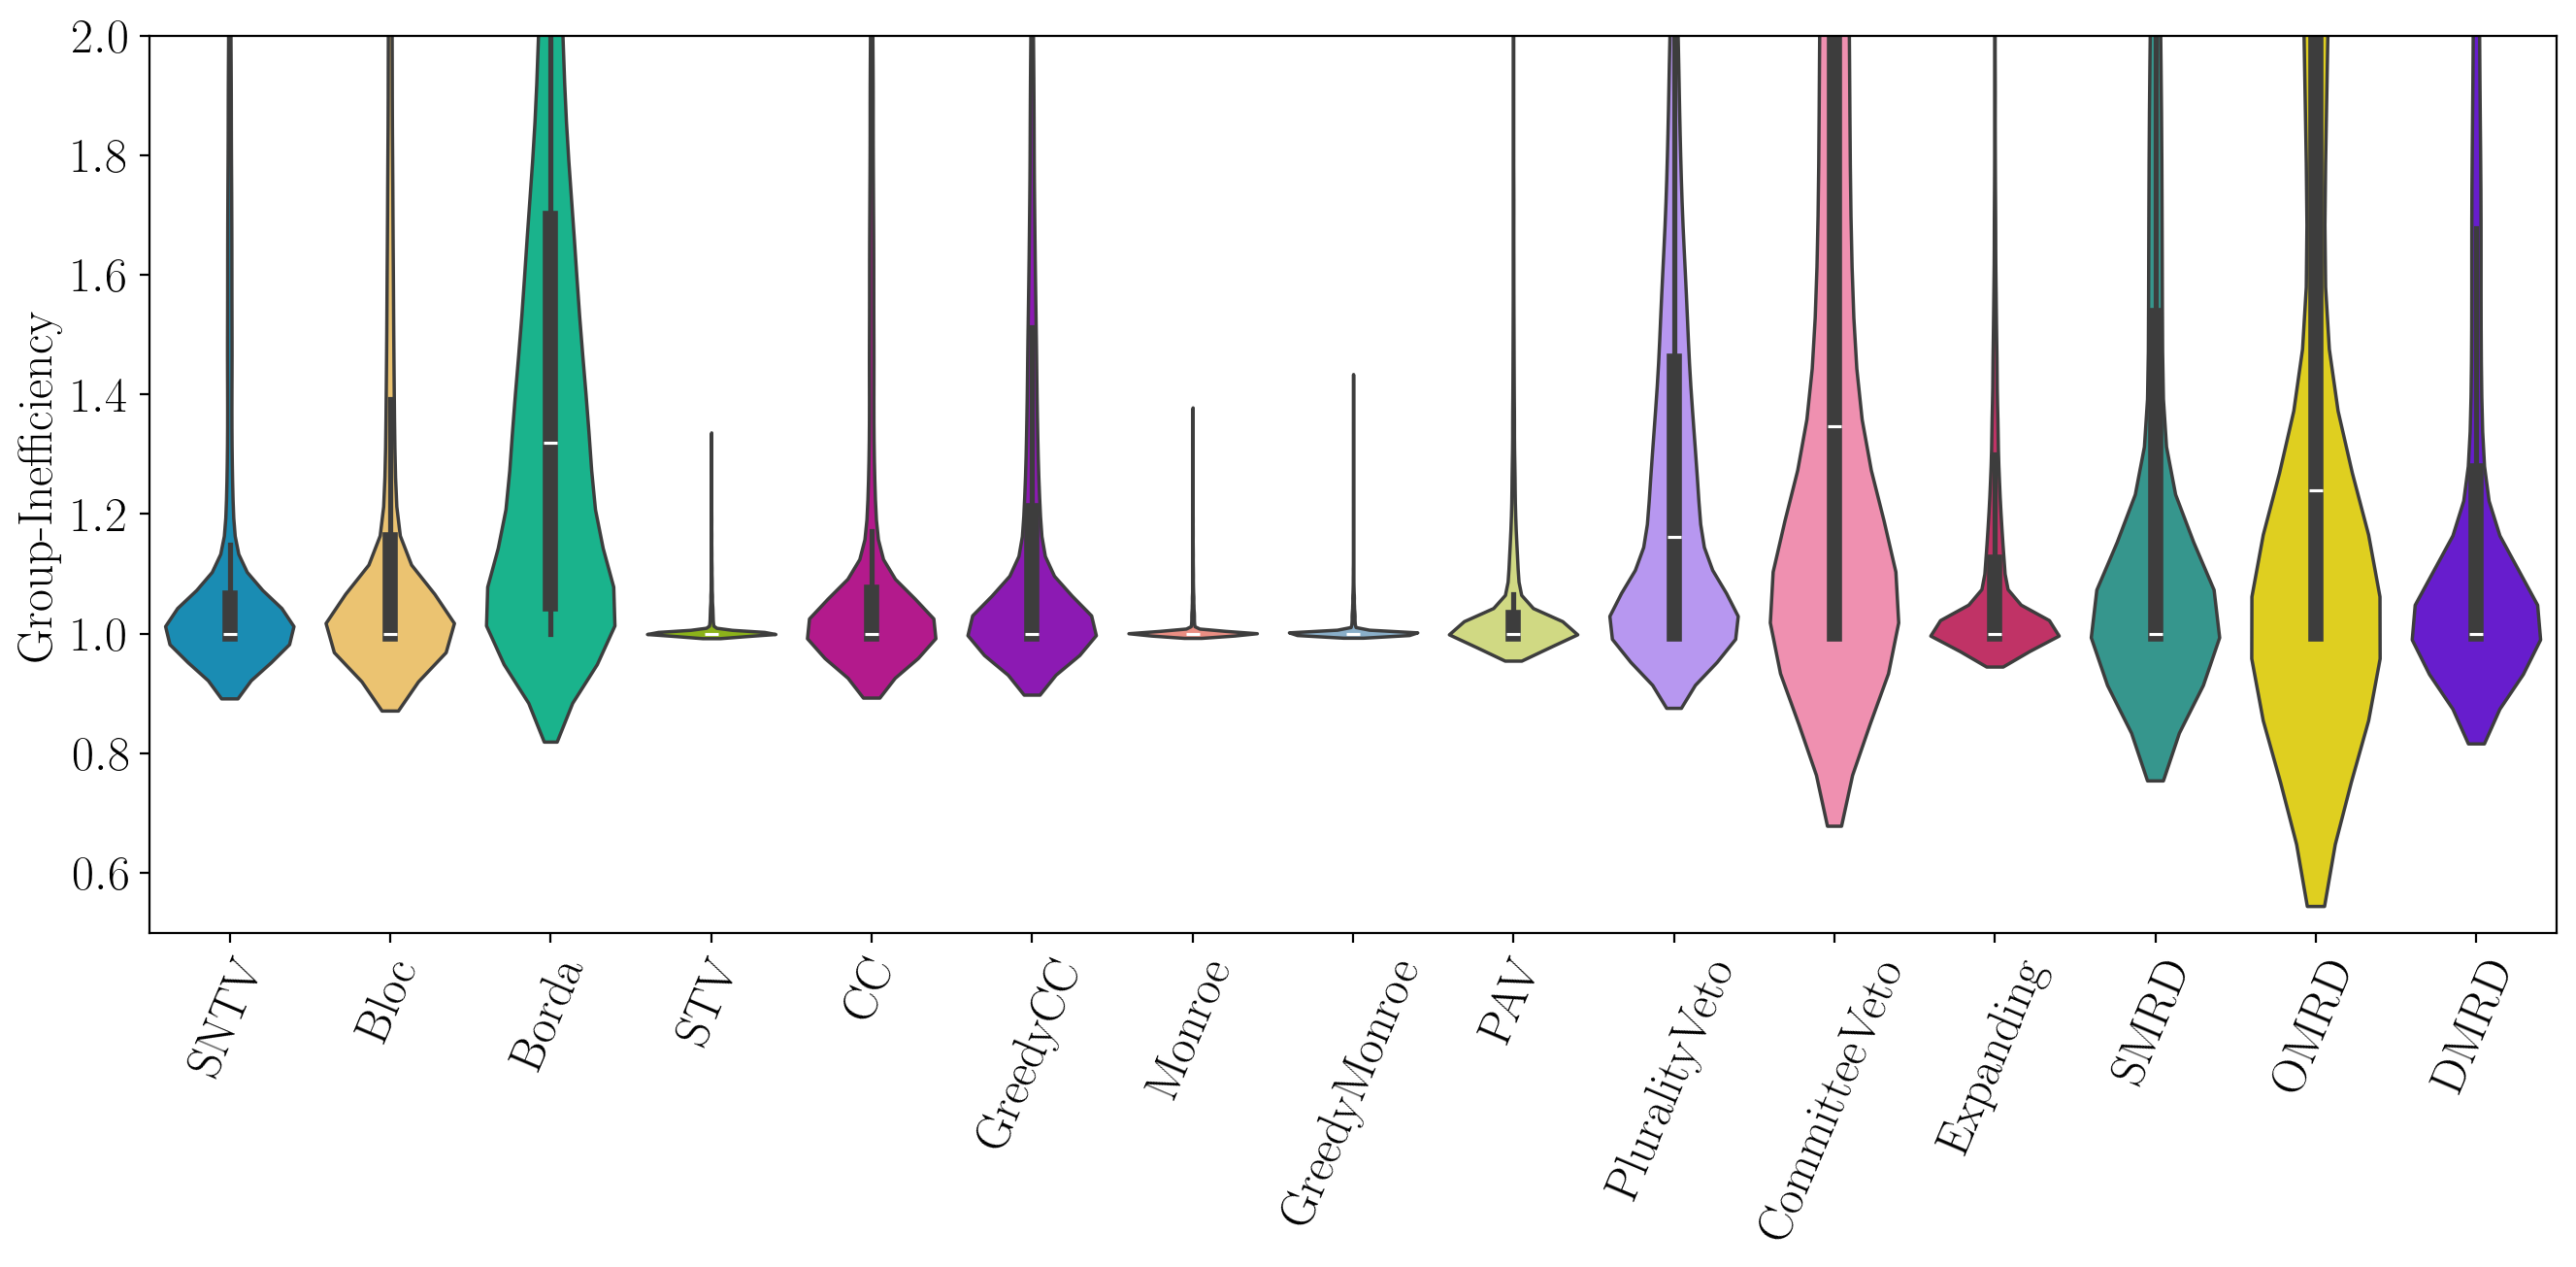 Group-Inefficiency
2.0
1.8
1.6
1.4
1.2
1.0
0.8
0.6
SNTV
Bloc
Borda
STV
CC
GreedyCC
Monroe
GreedyMonroe
PAV
PluralityVeto
CommitteeVeto
Expanding
SMRD
OMRD
DMRD